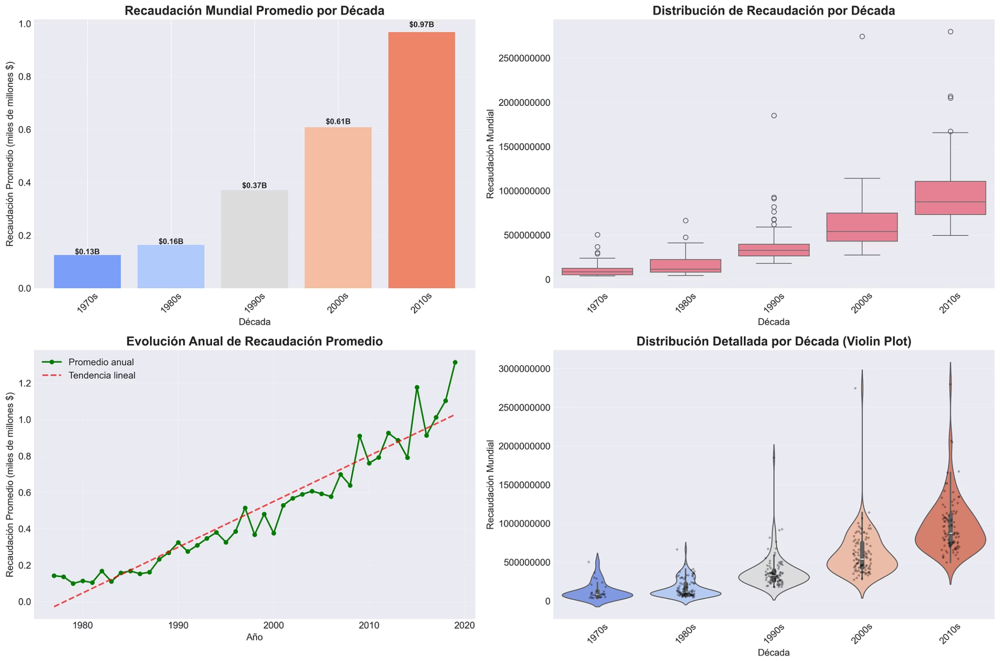 Recaudación Mundial Promedio por Década
Recaudación Promedio (miles de millones $)
1.0
0.8
0.6
0.4
0.2
0.0
$0.13B
$0.16B
$0.37B
$0.61B
$0.97B
1970s
1980s
1990s
2000s
2010s
Década
Distribución de Recaudación por Década
Recaudación Mundial
2500000000
2000000000
1500000000
1000000000
500000000
0
1970s
1980s
1990s
2000s
2010s
Década
Evolución Anual de Recaudación Promedio
Promedio anual
Tendencia lineal
Recaudación Promedio (miles de millones $)
1.2
1.0
0.8
0.6
0.4
0.2
0.0
1980
1990
2000
2010
2020
Año
Distribución Detallada por Década (Violin Plot)
Recaudación Mundial
3000000000
2500000000
2000000000
1500000000
1000000000
500000000
0
1970s
1980s
1990s
2000s
2010s
Década